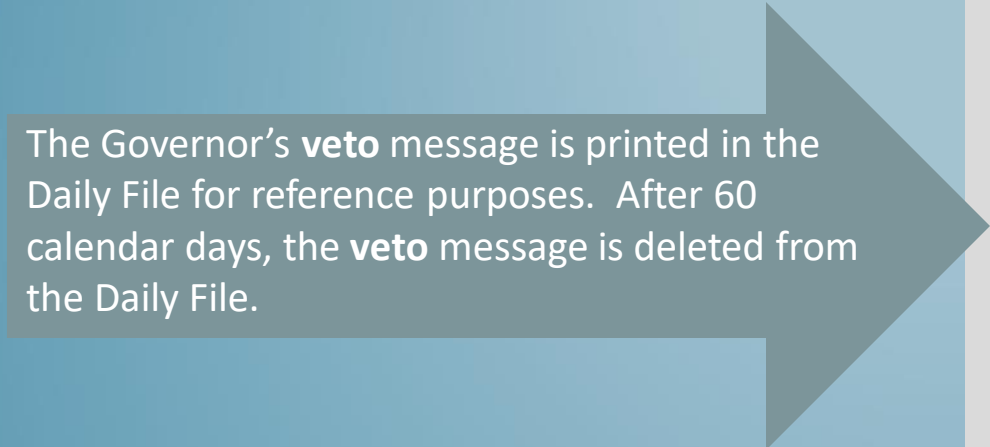 The Governor’s veto message is printed in the
Daily File for reference purposes.  After 60
calendar days, the veto message is deleted from
the Daily File.